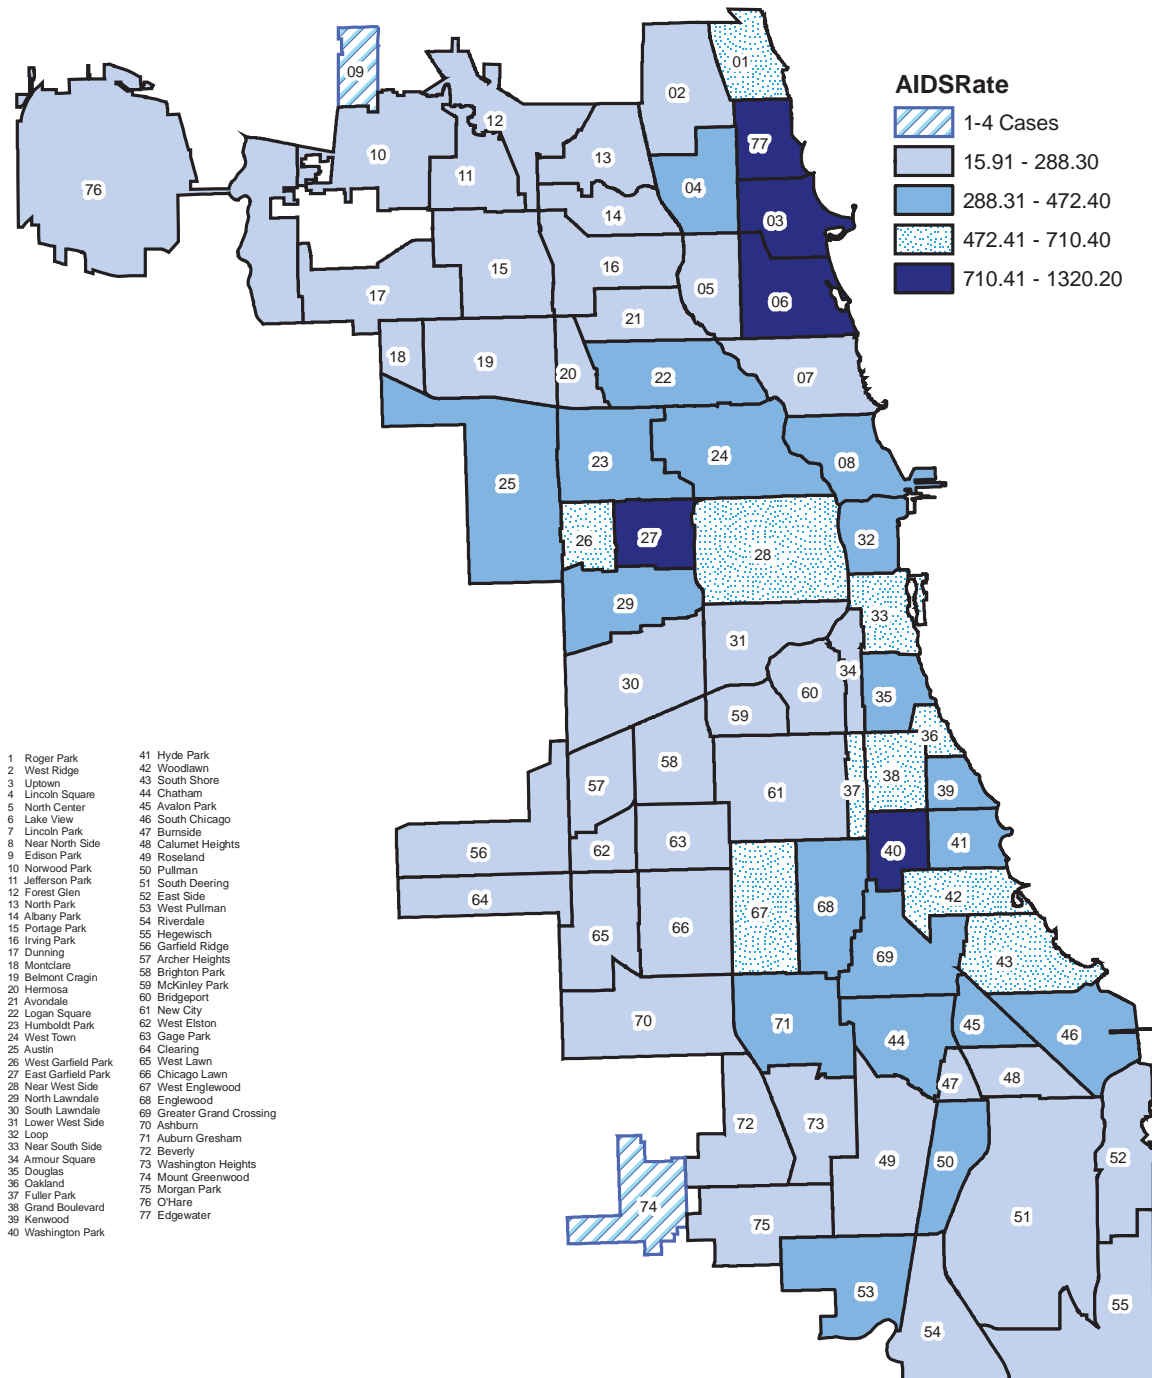 AIDSRate
1-4 Cases
15.91 - 288.30
288.31 - 472.40
472.41 - 710.40
710.41 - 1320.20
01
09
02
12
77
13
10
11
04
76
14
03
16
15
05
17
06
21
18
19
20
22
07
24
23
08
25
26
27
32
28
29
33
31
34
30
60
35
59
36
58
38
57
37
39
61
63
41
62
40
56
42
64
67
68
66
65
69
43
70
71
45
46
44
48
47
72
73
52
49
50
74
51
75
53
55
54
1 Roger Park
2 West Ridge
3 Uptown
4 Lincoln Square
5 North Center
6 Lake View
7 Lincoln Park
8 Near North Side
9 Edison Park
10 Norwood Park
11 Jefferson Park
12 Forest Glen
13 North Park
14 Albany Park
15 Portage Park
16 Irving Park
17 Dunning
18 Montclare
19 Belmont Cragin
20 Hermosa
21 Avondale
22 Logan Square
23 Humboldt Park
24 West Town
25 Austin
26 West Garfield Park
27 East Garfield Park
28 Near West Side
29 North Lawndale
30 South Lawndale
31 Lower West Side
32 Loop
33 Near South Side
34 Armour Square
35 Douglas
36 Oakland
37 Fuller Park
38 Grand Boulevard
39 Kenwood
40 Washington Park
41 Hyde Park
42 Woodlawn
43 South Shore
44 Chatham
45 Avalon Park
46 South Chicago
47 Burnside
48 Calumet Heights
49 Roseland
50 Pullman
51 South Deering
52 East Side
53 West Pullman
54 Riverdale
55 Hegewisch
56 Garfield Ridge
57 Archer Heights
58 Brighton Park
59 McKinley Park
60 Bridgeport
61 New City
62 West Elston
63 Gage Park
64 Clearing
65 West Lawn
66 Chicago Lawn
67 West Englewood
68 Englewood
69 Greater Grand Crossing
70 Ashburn
71 Auburn Gresham
72 Beverly
73 Washington Heights
74 Mount Greenwood
75 Morgan Park
76 O'Hare
77 Edgewater